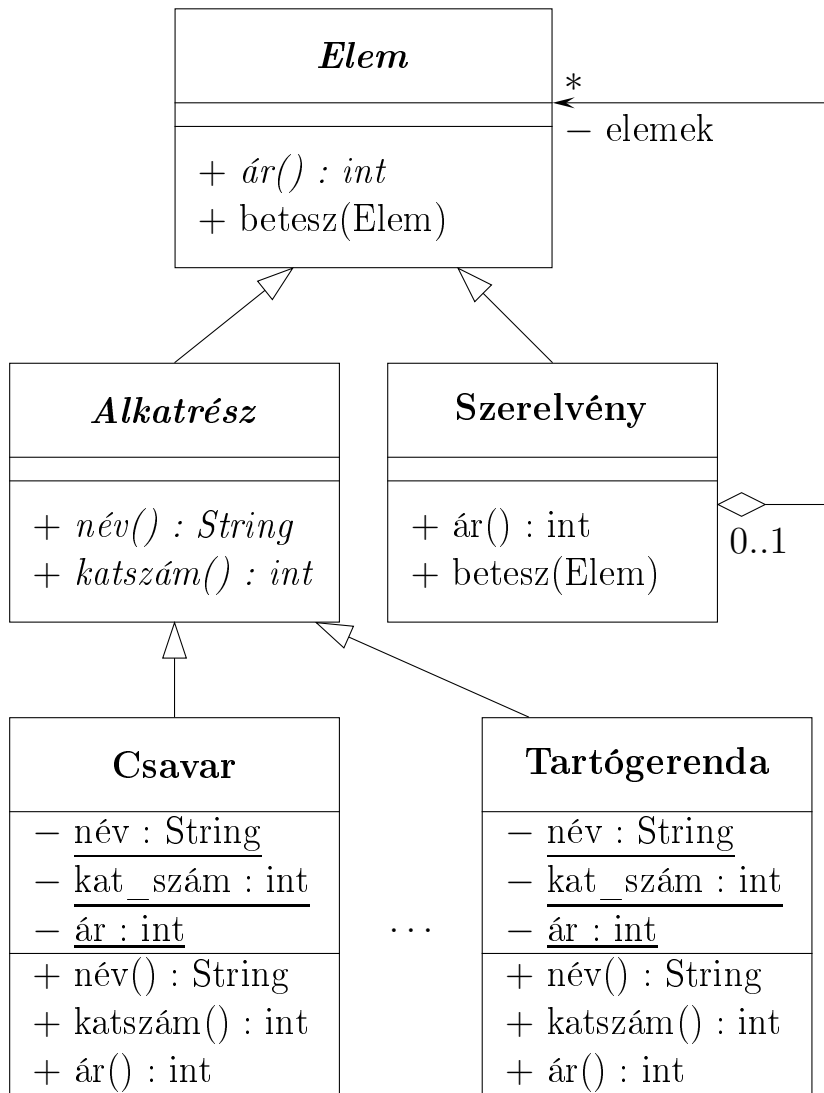 Elem
*
− elemek
+ ár() : int
+ betesz(Elem)
Alkatrész
+ név() : String
+ katszám() : int
Szerelvény
+ ár() : int
+ betesz(Elem)
0..1
Csavar
− név : String
− kat_szám : int
− ár : int
+ név() : String
+ katszám() : int
+ ár() : int
...
Tartógerenda
− név : String
− kat_szám : int
− ár : int
+ név() : String
+ katszám() : int
+ ár() : int